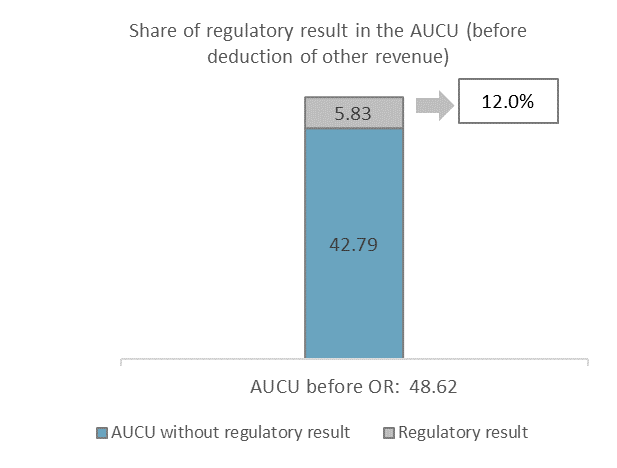 Share of regulatory result in the AUCU (before
deduction of other revenue)
5.83
12.0%
42.79
AUCU before OR: 48.62
AUCU without regulatory result
Regulatory result